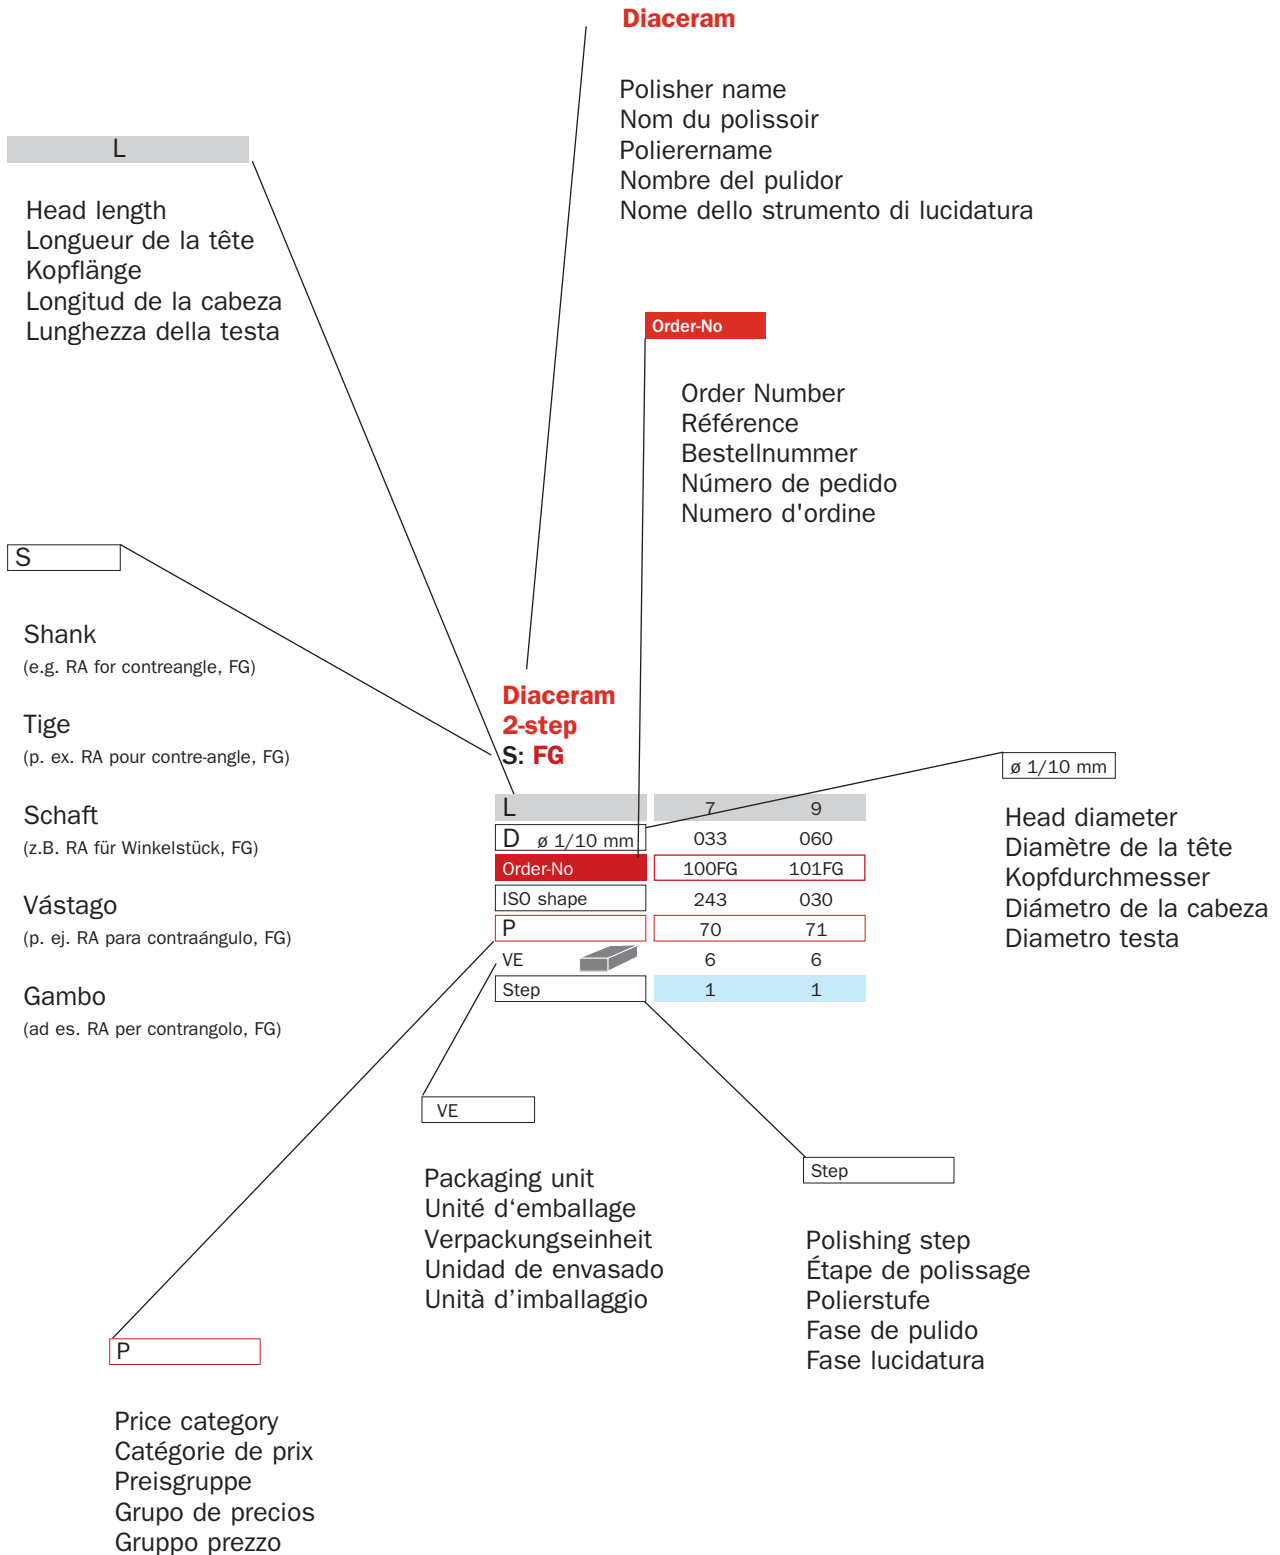 Diaceram
Polisher name
Nom du polissoir
Polierername
Nombre del pulidor
Nome dello strumento di lucidatura
L
Head length
Longueur de la tête
Kopflänge
Longitud de la cabeza
Lunghezza della testa
Order-No
Order Number
Référence
Bestellnummer
Número de pedido
Numero d'ordine
S
Shank
(e.g. RA for contreangle, FG)
Tige
(p. ex. RA pour contre-angle, FG)
Schaft
(z.B. RA für Winkelstück, FG)
Vástago
(p. ej. RA para contraángulo, FG)
Gambo
(ad es. RA per contrangolo, FG)
Diaceram
2-step
S: FG
L 7 9
D ø 1/10 mm 033 060
Order-No 100FG 101FG
ISO shape 243 030
P 70 71
VE 6 6
Step 1 1
ø 1/10 mm
Head diameter
Diamètre de la tête
Kopfdurchmesser
Diámetro de la cabeza
Diametro testa
VE
Packaging unit
Unité d‘emballage
Verpackungseinheit
Unidad de envasado
Unità d’imballaggio
Step
Polishing step
Étape de polissage
Polierstufe
Fase de pulido
Fase lucidatura
P
Price category
Catégorie de prix
Preisgruppe
Grupo de precios
Gruppo prezzo